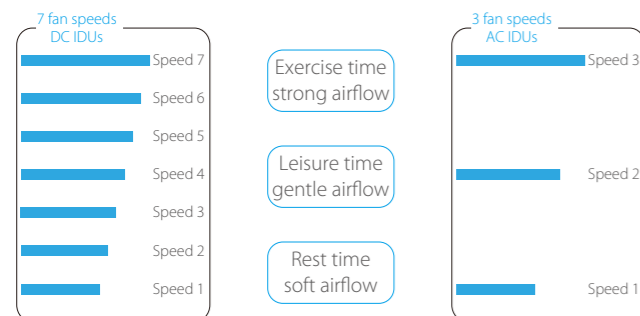 7 fan speeds
DC IDUs
Speed 7
Speed 6
Speed 5
Speed 4
Speed 3
Speed 2
Speed 1
Exercise time
strong airflow
Leisure time
gentle airflow
Rest time
soft airflow
3 fan speeds
AC IDUs
Speed 3
Speed 2
Speed 1